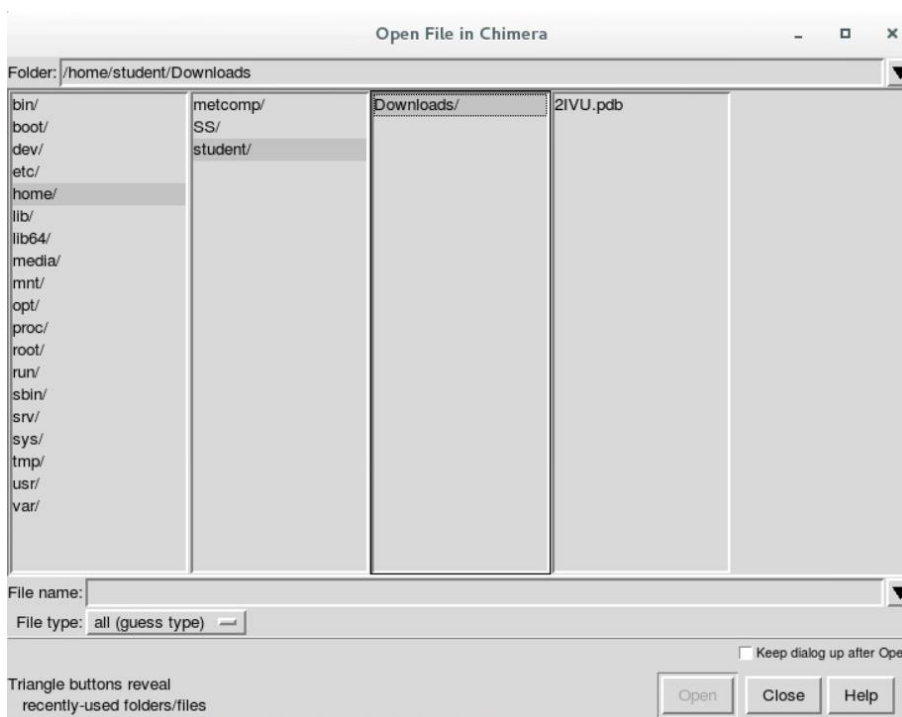 Open File in Chimera
Folder: /home/student/Downloads
bin/
boot/
dev/
etc/
home/
lib/
lib64/
media/
mnt/
opt/
proc/
root/
run/
sbin/
srv/
sys/
tmp/
usr/
var/
metcomp/
SS/
student/
Downloads/
2IVU.pdb
File name:
File type: all (guess type)
Keep dialog up after Ope
Triangle buttons reveal
recently-used folders/files
Open Close Help